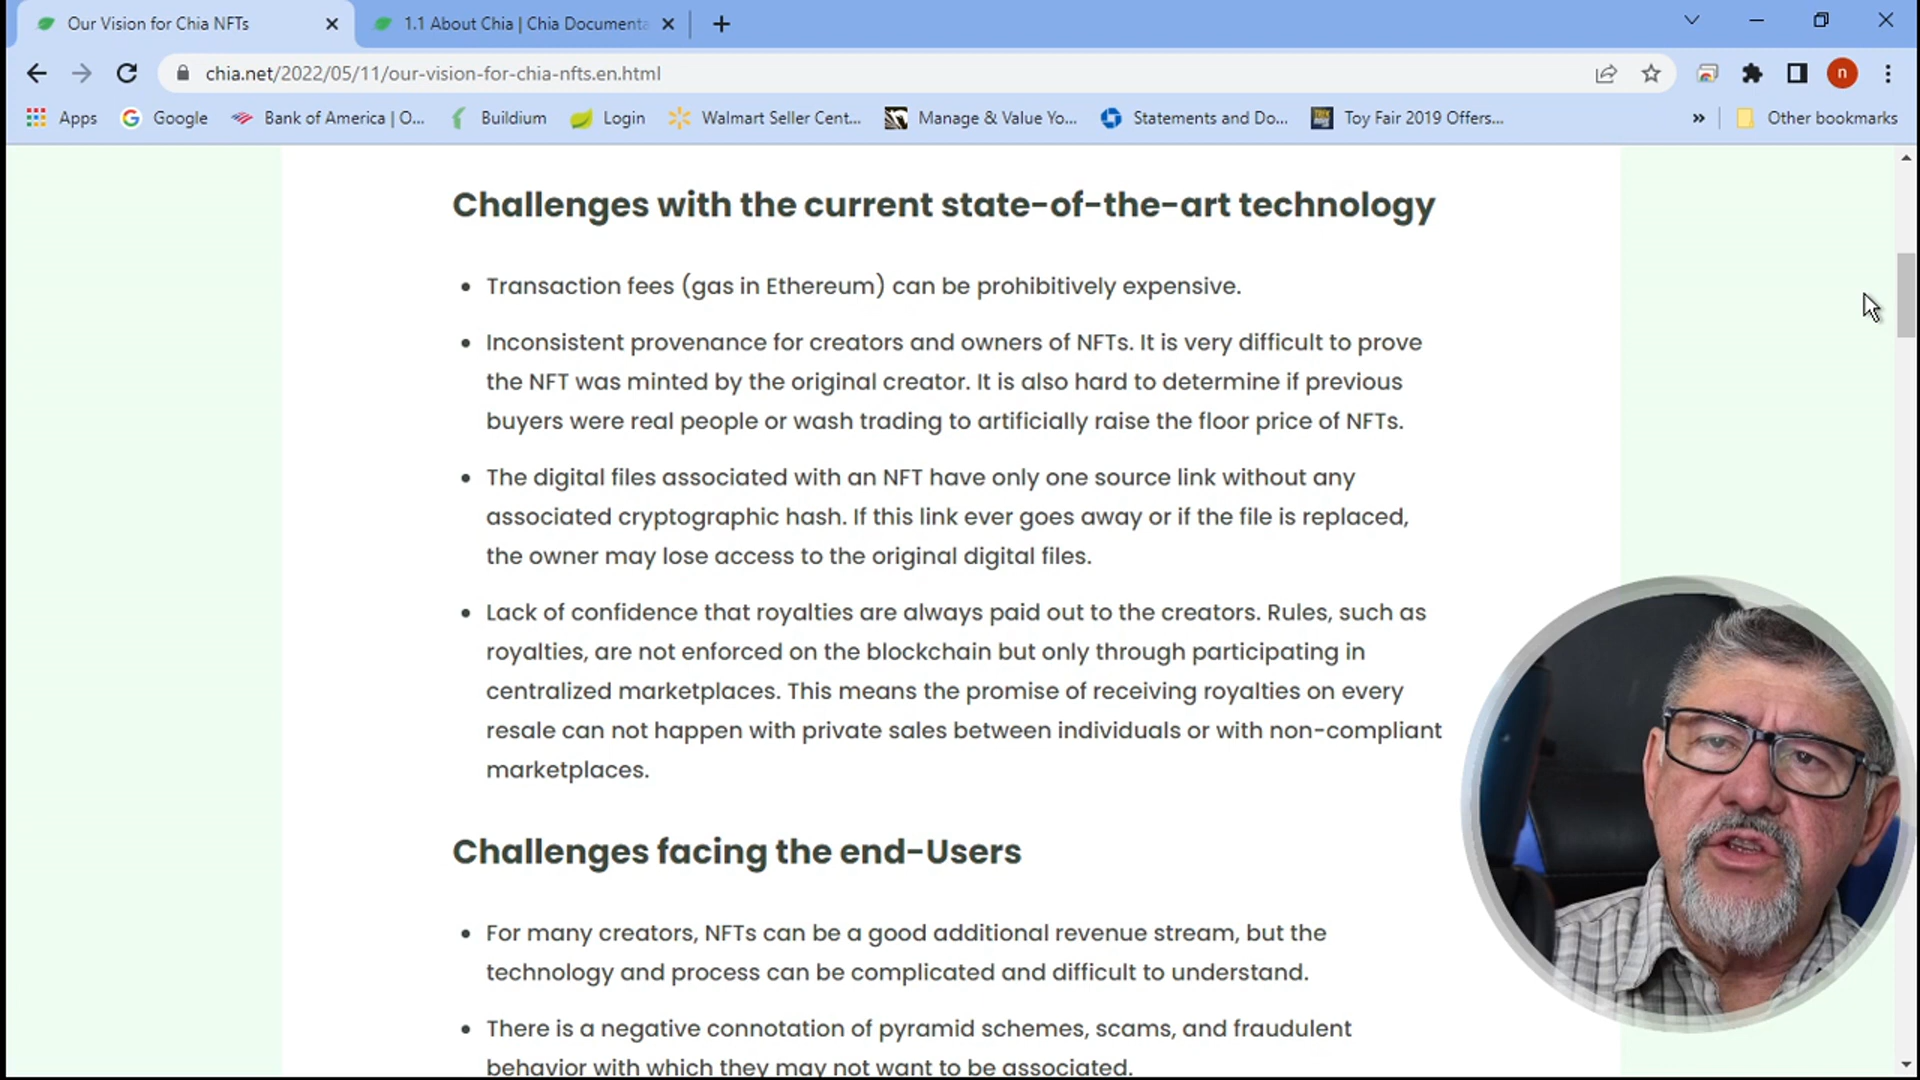 Our Vision for Chia NFTs
1.1 About Chia | Chia Documenta
chia.net/2022/05/11/our-vision-for-chia-nfts.en.html
n
Apps
Google
Bank of America | O...
Buildium
Login
Walmart Seller Cent...
Manage & Value Yo...
Statements and Do...
Toy Fair 2019 Offers...
»
Other bookmarks
Challenges with the current state-of-the-art technology
• Transaction fees (gas in Ethereum) can be prohibitively expensive.
• Inconsistent provenance for creators and owners of NFTs. It is very difficult to prove
the NFT was minted by the original creator. It is also hard to determine if previous
buyers were real people or wash trading to artificially raise the floor price of NFTs.
• The digital files associated with an NFT have only one source link without any
associated cryptographic hash. If this link ever goes away or if the file is replaced,
the owner may lose access to the original digital files.
• Lack of confidence that royalties are always paid out to the creators. Rules, such as
royalties, are not enforced on the blockchain but only through participating in
centralized marketplaces. This means the promise of receiving royalties on every
resale can not happen with private sales between individuals or with non-compliant
marketplaces.
Challenges facing the end-Users
• For many creators, NFTs can be a good additional revenue stream, but the
technology and process can be complicated and difficult to understand.
• There is a negative connotation of pyramid schemes, scams, and fraudulent
behavior with which they may not want to be associated.